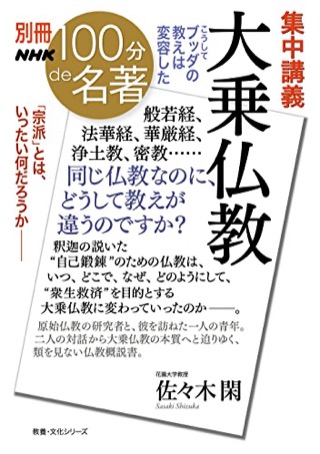 集中講義
大乗仏教
こうして
ブッダの
教えは
変容した
別冊
NHK
100分
de
名著
「宗派」とは、
いったい何だろうか――
般若経、
法華経、華厳経、
浄土教、密教……
同じ仏教なのに、
どうして教えが
違うのですか?
釈迦の説いた
“自己鍛錬”のための仏教は、
いつ、どこで、なぜ、どのようにして、
“衆生救済”を目的とする
大乗仏教に変わっていったのか――。
原始仏教の研究者と、彼を訪ねた一人の青年。
二人の対話から大乗仏教の本質へと迫りゆく、
類を見ない仏教概説書。
花園大学教授
佐々木閑
Sasaki Shizuka
教養・文化シリーズ